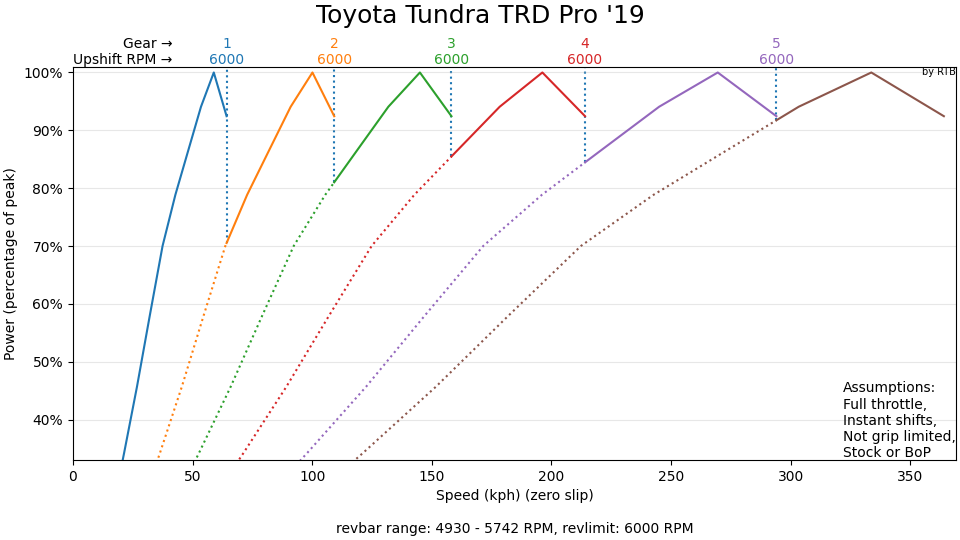 Toyota Tundra TRD Pro '19
Gear → 1 2 3 4 5
Upshift RPM → 6000 6000 6000 6000 6000
by RTB
100%
90%
80%
70%
60%
50%
40%
Power (percentage of peak)
Assumptions:
Full throttle,
Instant shifts,
Not grip limited,
Stock or BoP
0 50 100 150 200 250 300 350
Speed (kph) (zero slip)
revbar range: 4930 - 5742 RPM, revlimit: 6000 RPM